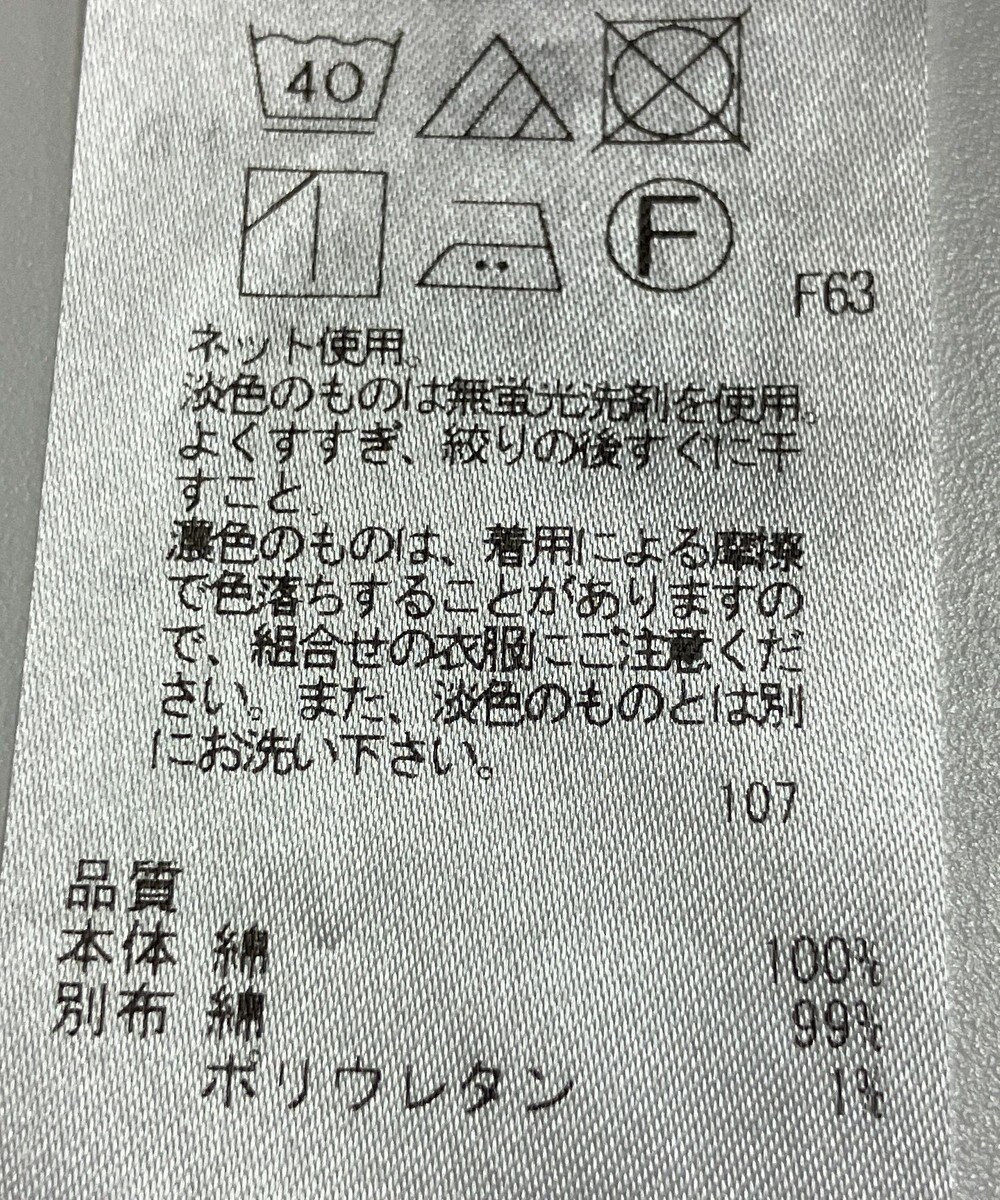 40
F
F63
ネット使用。
淡色のものは無蛍光洗剤を使用。
よくすすぎ、絞りの後すぐに干
すこと。
濃色のものは、着用による摩擦
で色落ちすることがありますの
で、組合せの衣服にご注意くだ
さい。また、淡色のものとは別
にお洗い下さい。
107
品質
本体 綿 100%
別布 綿 99%
ポリウレタン 1%